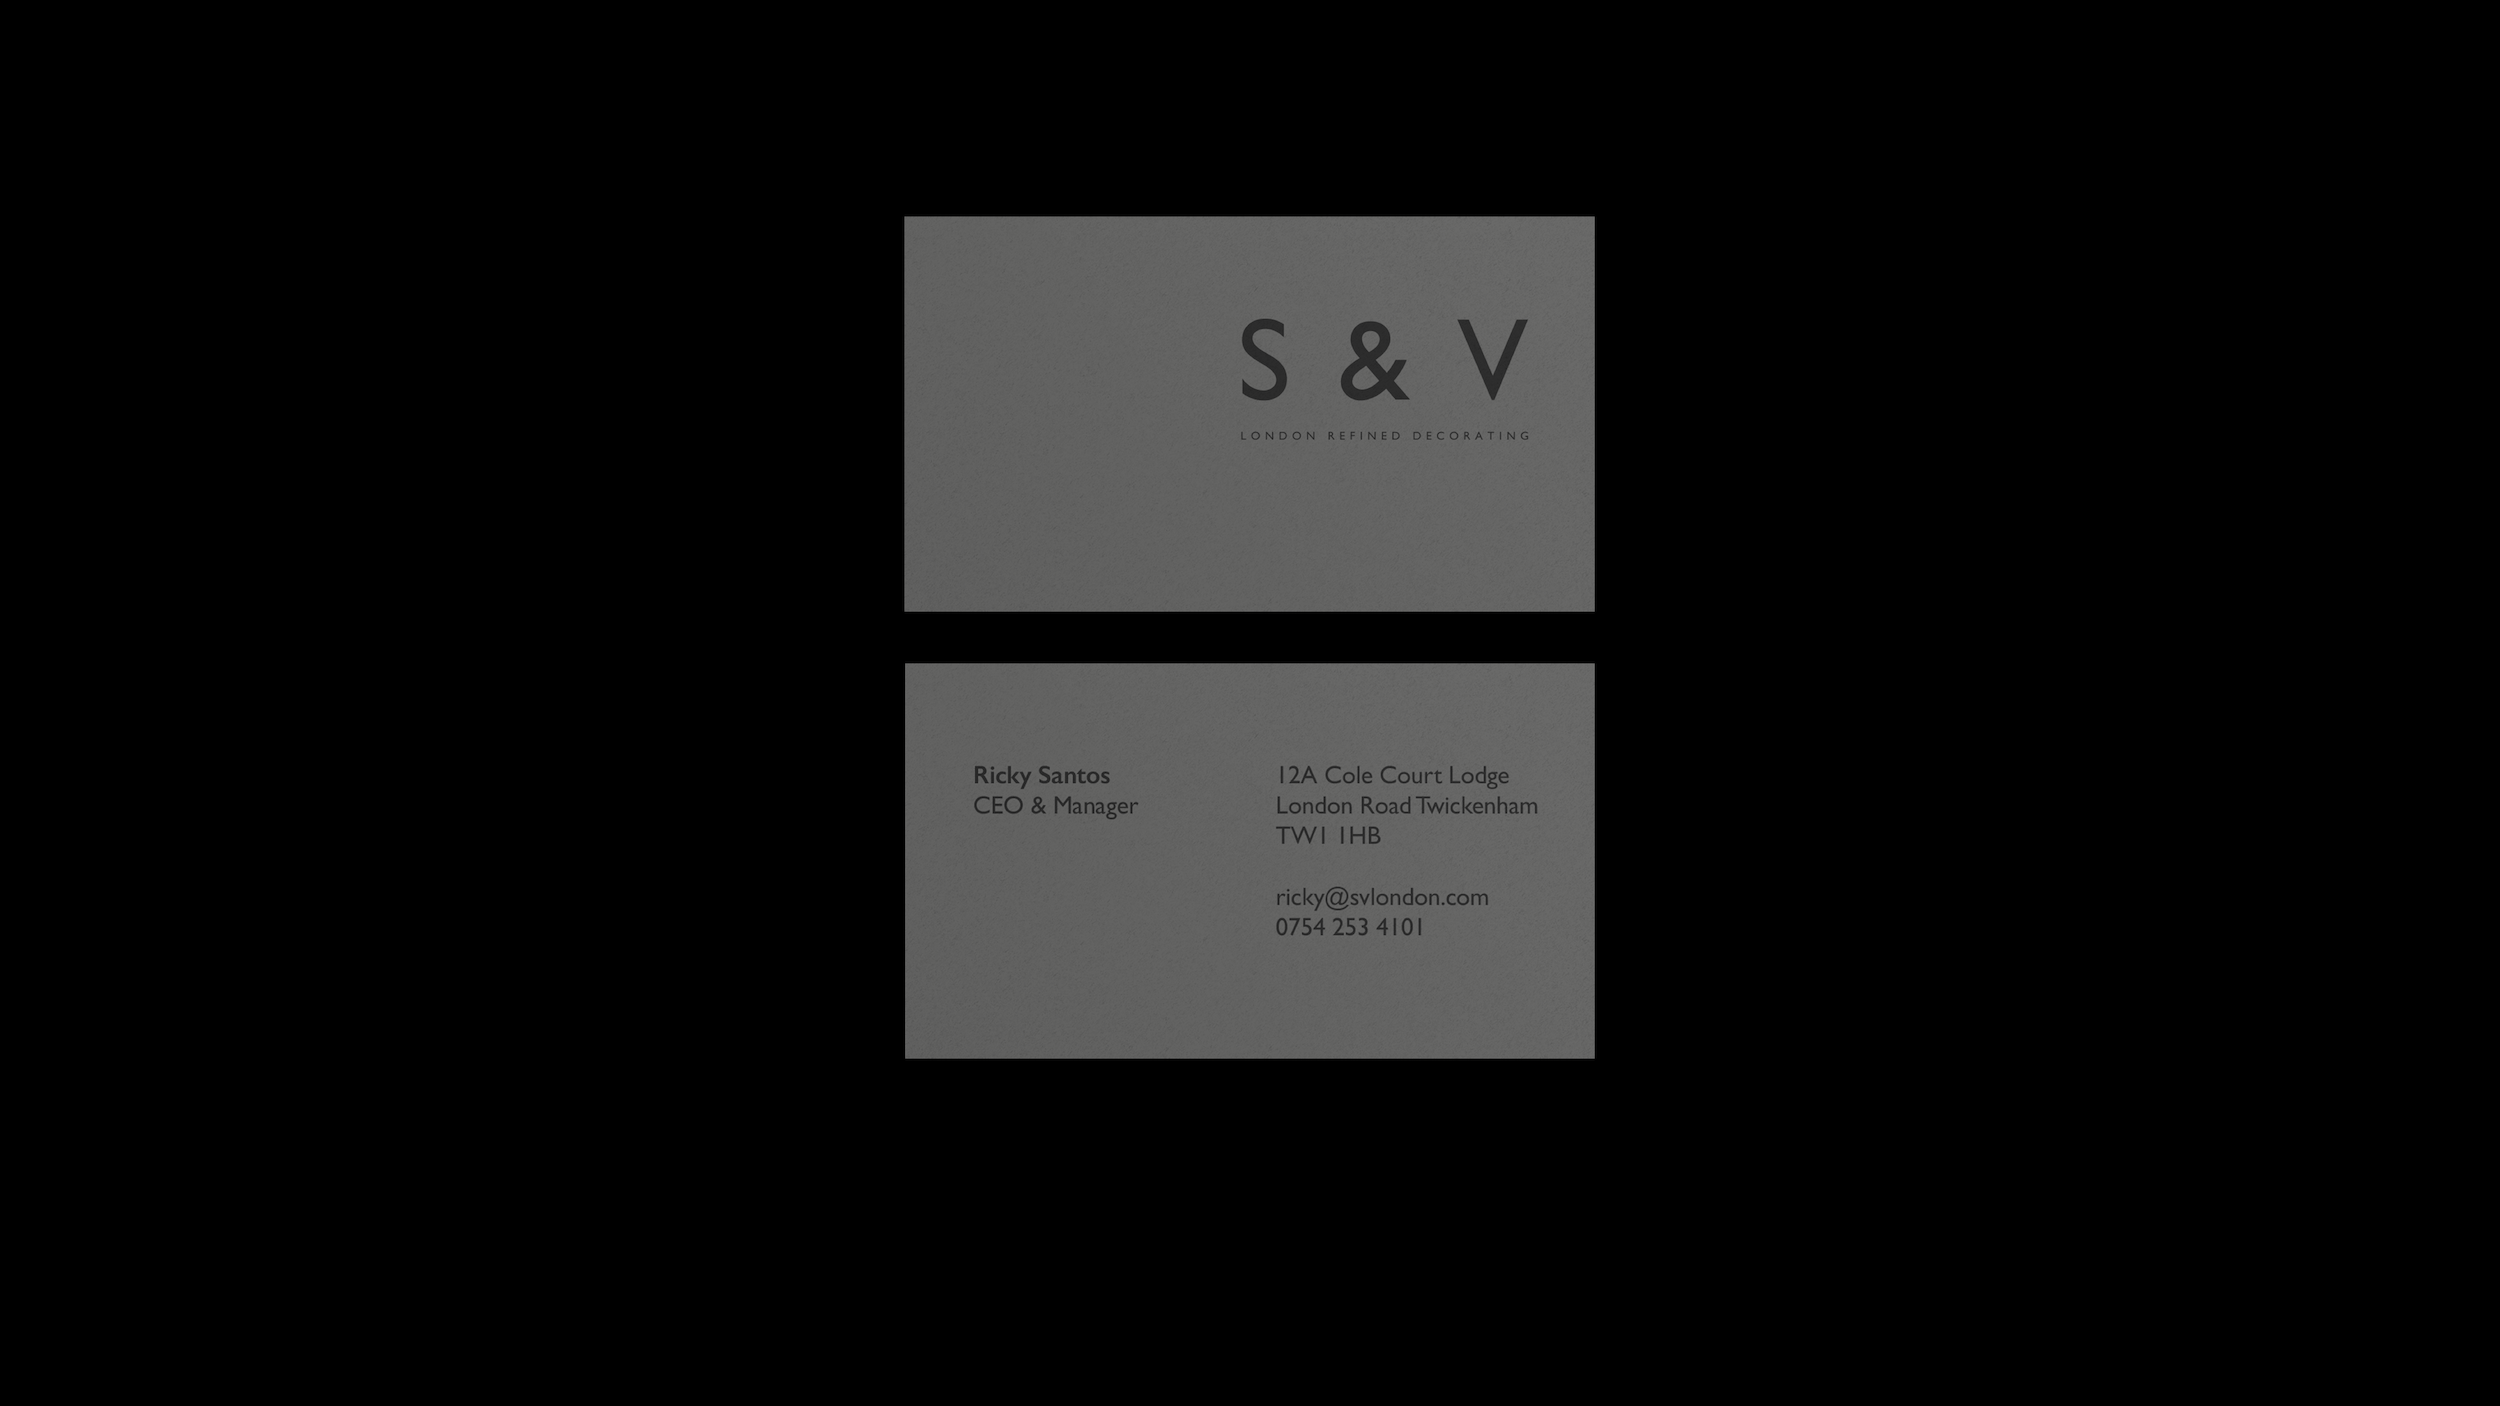 S & V
LONDON REFINED DECORATING
Ricky Santos
CEO & Manager
12A Cole Court Lodge
London Road Twickenham
TW1 1HB
ricky@svlondon.com
0754 253 4101